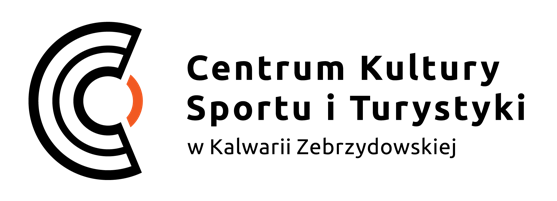 Centrum Kultury
Sportu i Turystyki
w Kalwarii Zebrzydowskiej